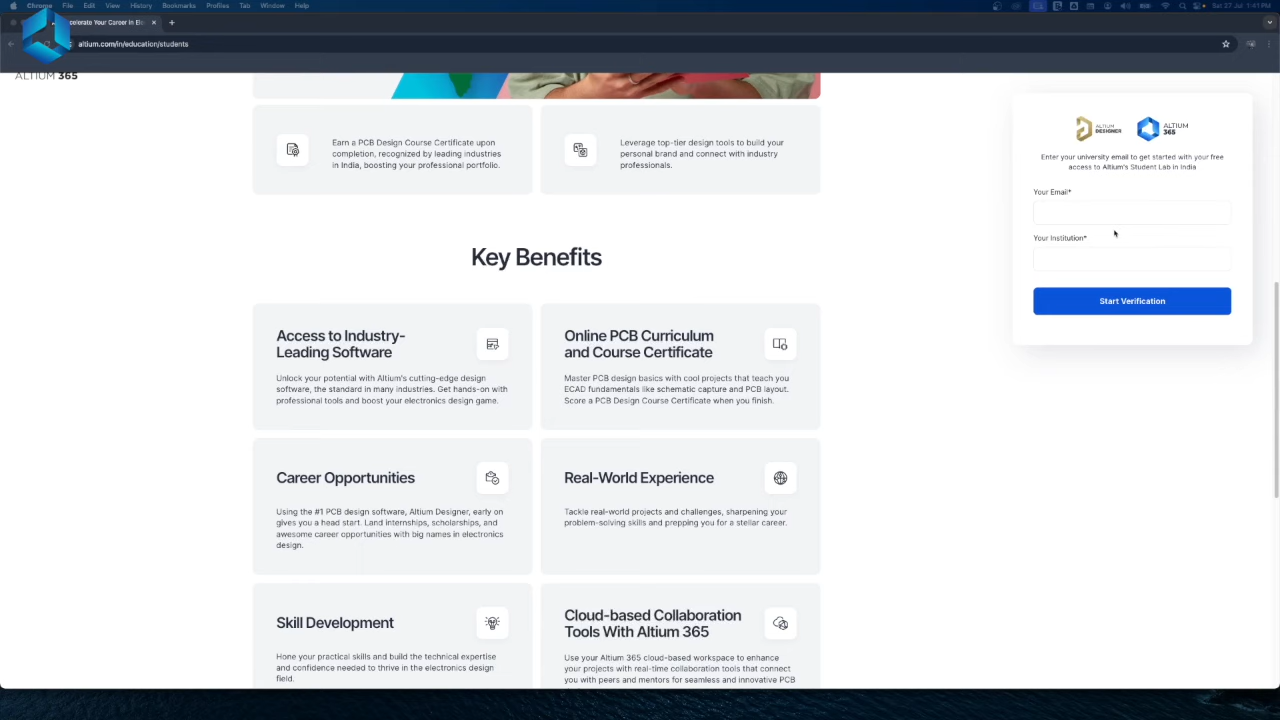 Chrome File Edit View History Bookmarks Profiles Tab Window Help
Sat 27 Jul 1:41 PM
celerate Your Career in Ele
altium.com/in/education/students
ALTIUM 365
Earn a PCB Design Course Certificate upon
completion, recognized by leading industries
in India, boosting your professional portfolio.
Leverage top-tier design tools to build your
personal brand and connect with industry
professionals.
ALTIUM
DESIGNER
ALTIUM
365
Enter your university email to get started with your free
access to Altium's Student Lab in India
Your Email*
Your Institution*
Start Verification
Key Benefits
Access to Industry-
Leading Software
Unlock your potential with Altium's cutting-edge design
software, the standard in many industries. Get hands-on with
professional tools and boost your electronics design game.
Online PCB Curriculum
and Course Certificate
Master PCB design basics with cool projects that teach you
ECAD fundamentals like schematic capture and PCB layout.
Score a PCB Design Course Certificate when you finish.
Career Opportunities
Using the #1 PCB design software, Altium Designer, early on
gives you a head start. Land internships, scholarships, and
awesome career opportunities with big names in electronics
design.
Real-World Experience
Tackle real-world projects and challenges, sharpening your
problem-solving skills and prepping you for a stellar career.
Skill Development
Hone your practical skills and build the technical expertise
and confidence needed to thrive in the electronics design
field.
Cloud-based Collaboration
Tools With Altium 365
Use your Altium 365 cloud-based workspace to enhance
your projects with real-time collaboration tools that connect
you with peers and mentors for seamless and innovative PCB